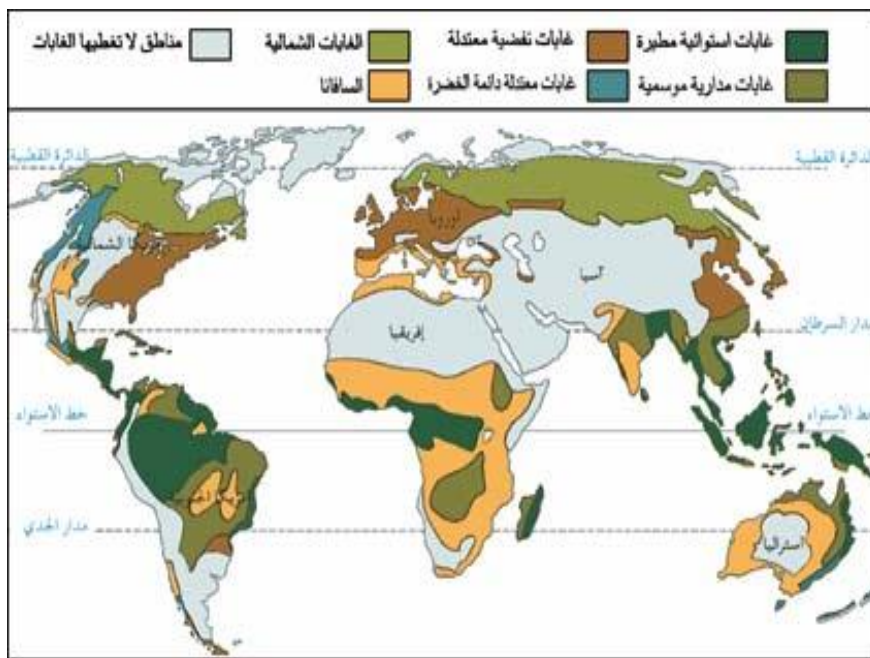 غابات استوائية مطيرة
غابات نفضية معتدلة
الغابات الشمالية
مناطق لا تغطيها الغابات
غابات مدارية موسمية
غابات معتدلة دائمة الخضرة
السافانا
الدائرة القطبية
الدائرة القطبية
أوروبا
أمريكا الشمالية
آسيا
مدار السرطان
إفريقيا
خط الاستواء
خط الاستواء
أمريكا الجنوبية
مدار الجدي
أستراليا